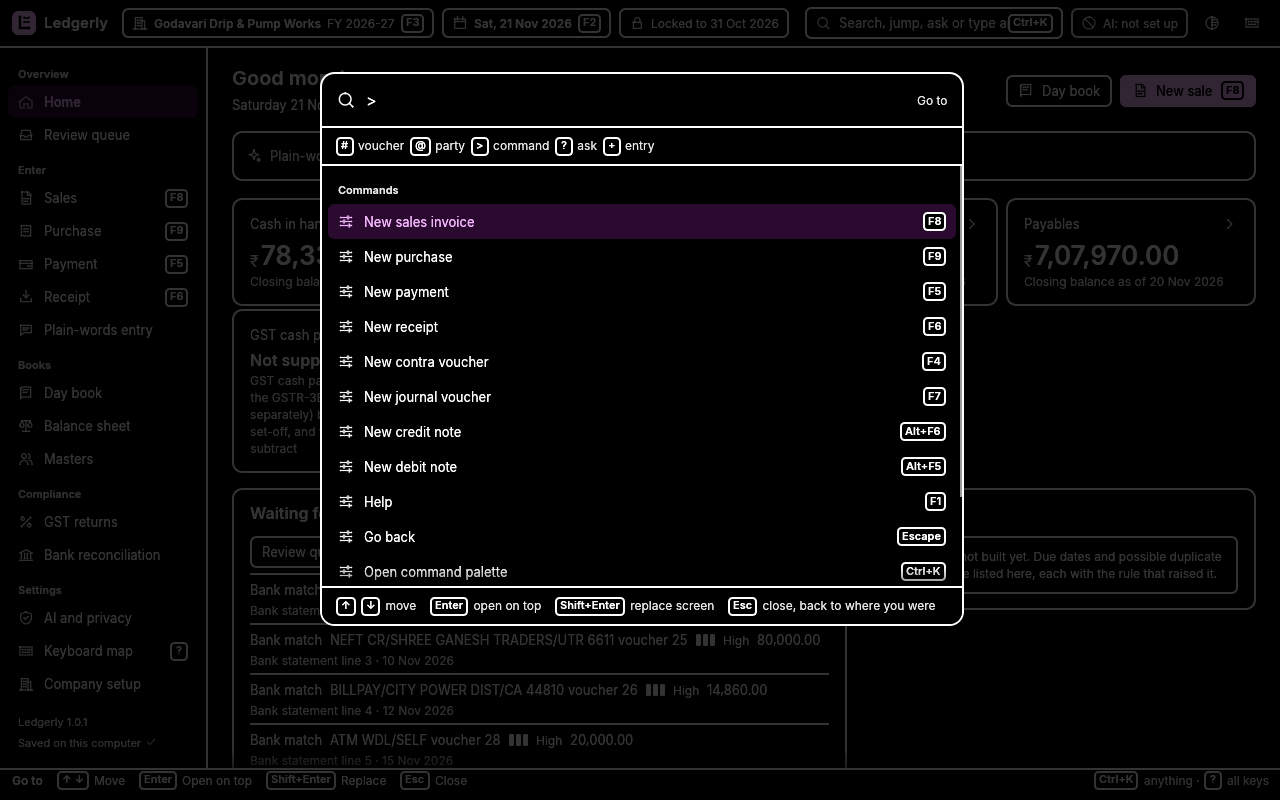 Ledgerly
Godavari Drip & Pump Works FY 2026-27 F3
Sat, 21 Nov 2026 F2
Locked to 31 Oct 2026
Search, jump, ask or type a Ctrl+K
AI: not set up
Overview
Home
Review queue
Enter
Sales F8
Purchase F9
Payment F5
Receipt F6
Plain-words entry
Books
Day book
Balance sheet
Masters
Compliance
GST returns
Bank reconciliation
Settings
AI and privacy
Keyboard map ?
Company setup
Ledgerly 1.0.1
Saved on this computer
Good mor
Saturday 21 No
Day book
New sale F8
Plain-wo
Cash in han
₹78,33
Closing bala
Payables
₹7,07,970.00
Closing balance as of 20 Nov 2026
GST cash p
Not supp
GST cash pa
the GSTR-3B
separately) b
set-off, and
subtract
> Go to
# voucher @ party > command ? ask + entry
Commands
New sales invoice F8
New purchase F9
New payment F5
New receipt F6
New contra voucher F4
New journal voucher F7
New credit note Alt+F6
New debit note Alt+F5
Help F1
Go back Escape
Open command palette Ctrl+K
↑ ↓ move Enter open on top Shift+Enter replace screen Esc close, back to where you were
Waiting fo
Review qu
Bank match
Bank statem
not built yet. Due dates and possible duplicate
e listed here, each with the rule that raised it.
Bank match NEFT CR/SHREE GANESH TRADERS/UTR 6611 voucher 25 High 80,000.00
Bank statement line 3 · 10 Nov 2026
Bank match BILLPAY/CITY POWER DIST/CA 44810 voucher 26 High 14,860.00
Bank statement line 4 · 12 Nov 2026
Bank match ATM WDL/SELF voucher 28 High 20,000.00
Bank statement line 5 · 15 Nov 2026
Go to ↑ ↓ Move Enter Open on top Shift+Enter Replace Esc Close
Ctrl+K anything · ? all keys